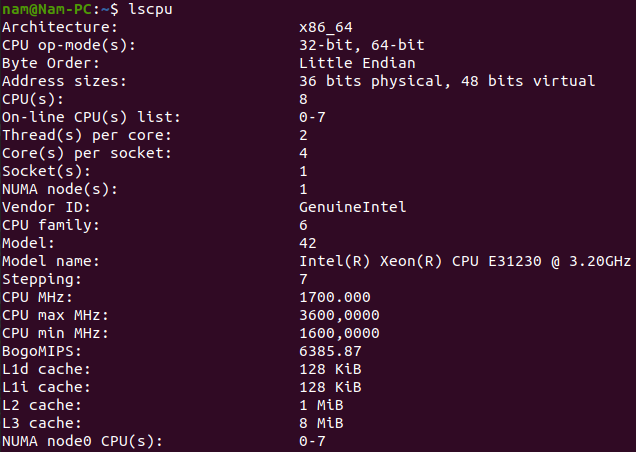 nam@Nam-PC:~$ lscpu
Architecture: x86_64
CPU op-mode(s): 32-bit, 64-bit
Byte Order: Little Endian
Address sizes: 36 bits physical, 48 bits virtual
CPU(s): 8
On-line CPU(s) list: 0-7
Thread(s) per core: 2
Core(s) per socket: 4
Socket(s): 1
NUMA node(s): 1
Vendor ID: GenuineIntel
CPU family: 6
Model: 42
Model name: Intel(R) Xeon(R) CPU E31230 @ 3.20GHz
Stepping: 7
CPU MHz: 1700.000
CPU max MHz: 3600,0000
CPU min MHz: 1600,0000
BogoMIPS: 6385.87
L1d cache: 128 KiB
L1i cache: 128 KiB
L2 cache: 1 MiB
L3 cache: 8 MiB
NUMA node0 CPU(s): 0-7